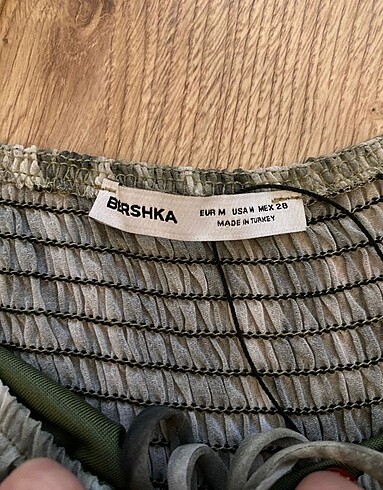 BERSHKA
EUR M USA M MEX 28
MADE IN TURKEY